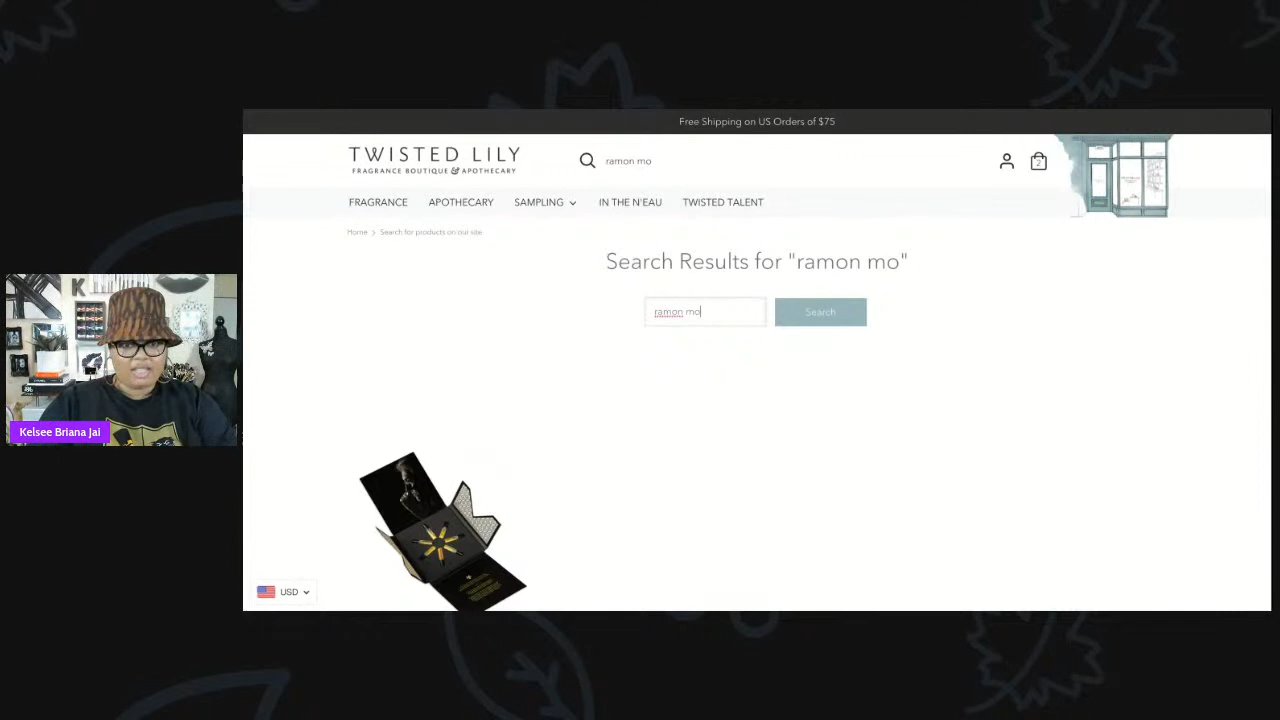 Free Shipping on US Orders of $75
TWISTED LILY
FRAGRANCE BOUTIQUE & APOTHECARY
ramon mo
2
FRAGRANCE APOTHECARY SAMPLING IN THE N'EAU TWISTED TALENT
Home > Search for products on our site
Search Results for "ramon mo"
ramon mo Search
K
Kelsee Briana Jai
USD